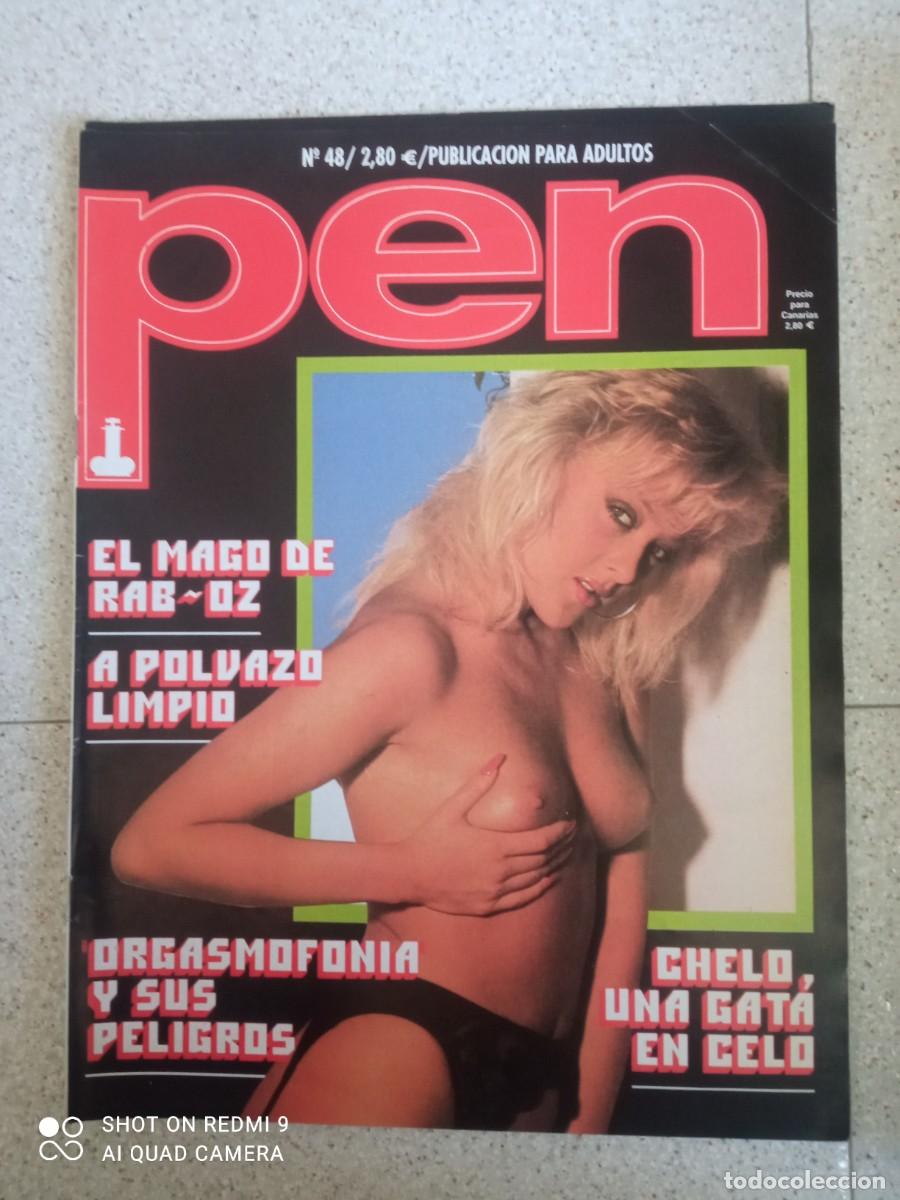 Nº 48/ 2,80 €/PUBLICACION PARA ADULTOS
pen
Precio
para
Canarias
2,80 €
EL MAGO DE
RAB~OZ
A POLVAZO
LIMPIO
ORGASMOFONIA
Y SUS
PELIGROS
CHELO,
UNA GATA
EN CELO
SHOT ON REDMI 9
AI QUAD CAMERA
todocoleccion